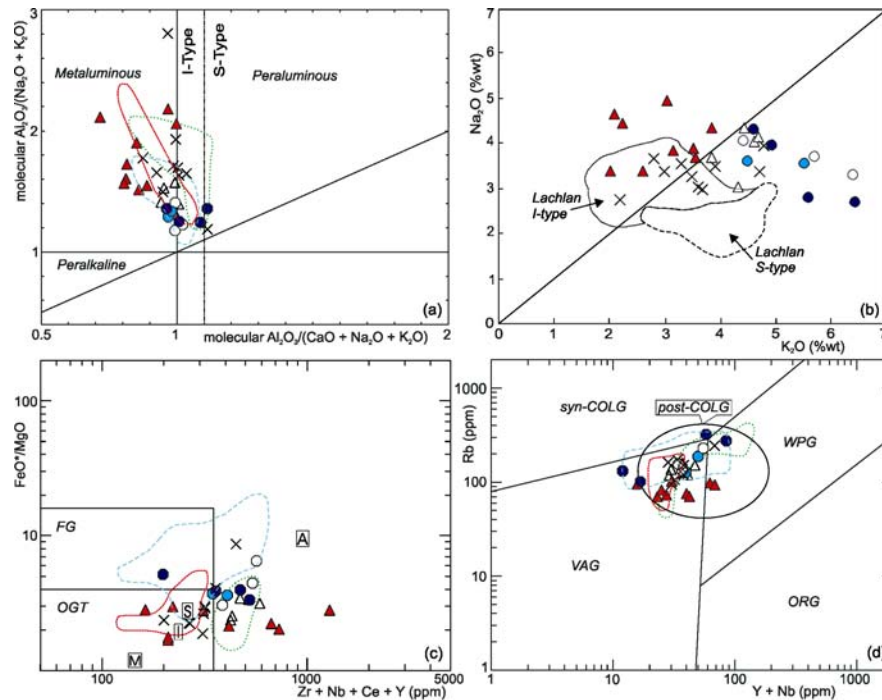 3
2
1
0.5
1
2
molecular Al₂O₃/(Na₂O + K₂O)
Metaluminous
I-Type
S-Type
Peraluminous
Peralkaline
(a)
molecular Al₂O₃/(CaO + Na₂O + K₂O)
7
6
5
4
3
2
1
0
0
1
2
3
4
5
6
7
Na₂O (%wt)
Lachlan
I-type
Lachlan
S-type
(b)
K₂O (%wt)
100
10
100
1000
5000
FeO*/MgO
FG
OGT
A
S
I
M
(c)
Zr + Nb + Ce + Y (ppm)
1000
100
10
1
1
10
100
1000
Rb (ppm)
syn-COLG
post-COLG
WPG
VAG
ORG
(d)
Y + Nb (ppm)